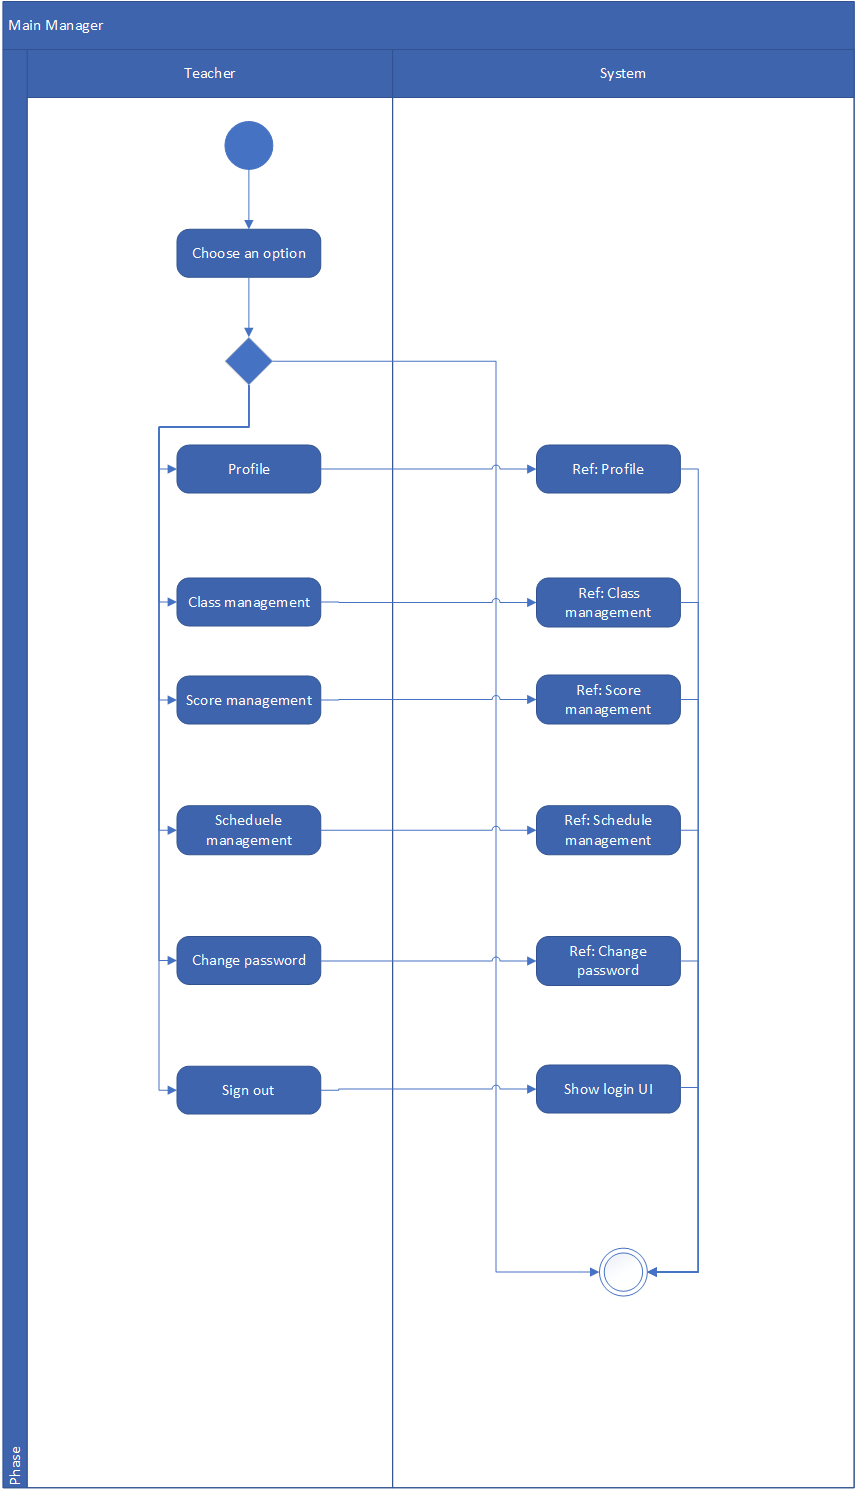 Main Manager
Teacher
System
Choose an option
Profile
Ref: Profile
Class management
Ref: Class
management
Score management
Ref: Score
management
Scheduele
management
Ref: Schedule
management
Change password
Ref: Change
password
Sign out
Show login UI
Phase